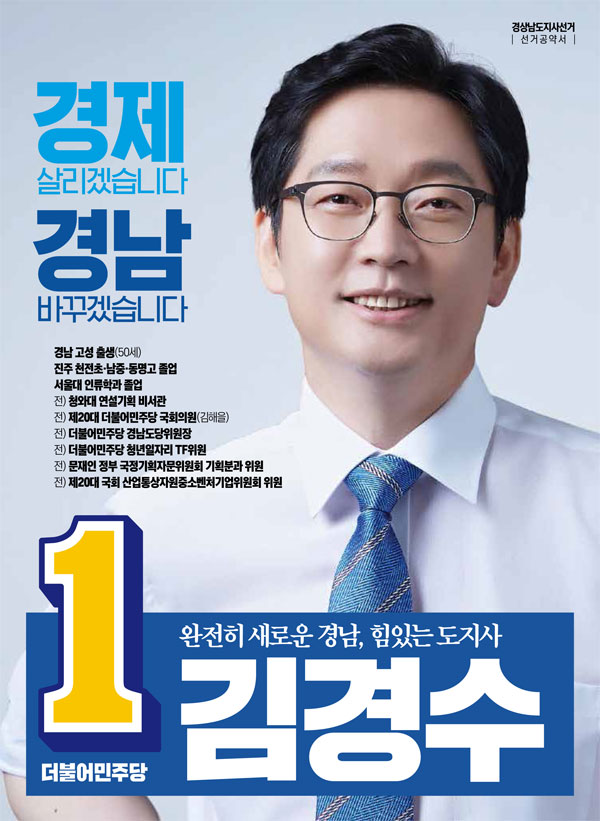 경상남도지사선거
| 선거공약서 |
경제
살리겠습니다
경남
바꾸겠습니다
경남 고성 출생(50세)
진주 천전초·남중·동명고 졸업
서울대 인류학과 졸업
전) 청와대 연설기획 비서관
전) 제20대 더불어민주당 국회의원(김해을)
전) 더불어민주당 경남도당위원장
전) 더불어민주당 청년일자리 TF위원
전) 문재인 정부 국정기획자문위원회 기획분과 위원
전) 제20대 국회 산업통상자원중소벤처기업위원회 위원
1
더불어민주당
완전히 새로운 경남, 힘있는 도지사
김경수